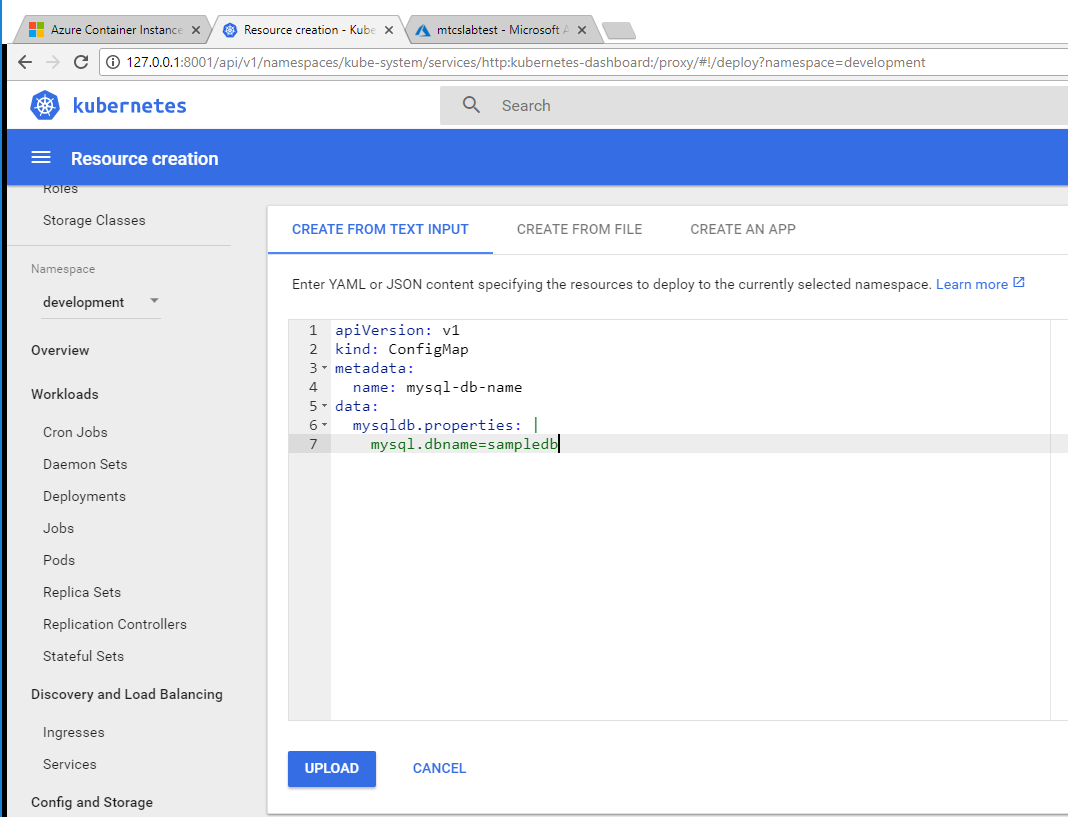 Azure Container Instance
Resource creation - Kube
mtcslabtest - Microsoft A
127.0.0.1:8001/api/v1/namespaces/kube-system/services/http:kubernetes-dashboard:/proxy/#!/deploy?namespace=development
kubernetes
Search
Resource creation
Roles
Storage Classes
Namespace
development
Overview
Workloads
Cron Jobs
Daemon Sets
Deployments
Jobs
Pods
Replica Sets
Replication Controllers
Stateful Sets
Discovery and Load Balancing
Ingresses
Services
Config and Storage
CREATE FROM TEXT INPUT CREATE FROM FILE CREATE AN APP
Enter YAML or JSON content specifying the resources to deploy to the currently selected namespace. Learn more
1 apiVersion: v1
2 kind: ConfigMap
3 metadata:
4   name: mysql-db-name
5 data:
6   mysqldb.properties: |
7     mysql.dbname=sampledb
UPLOAD CANCEL